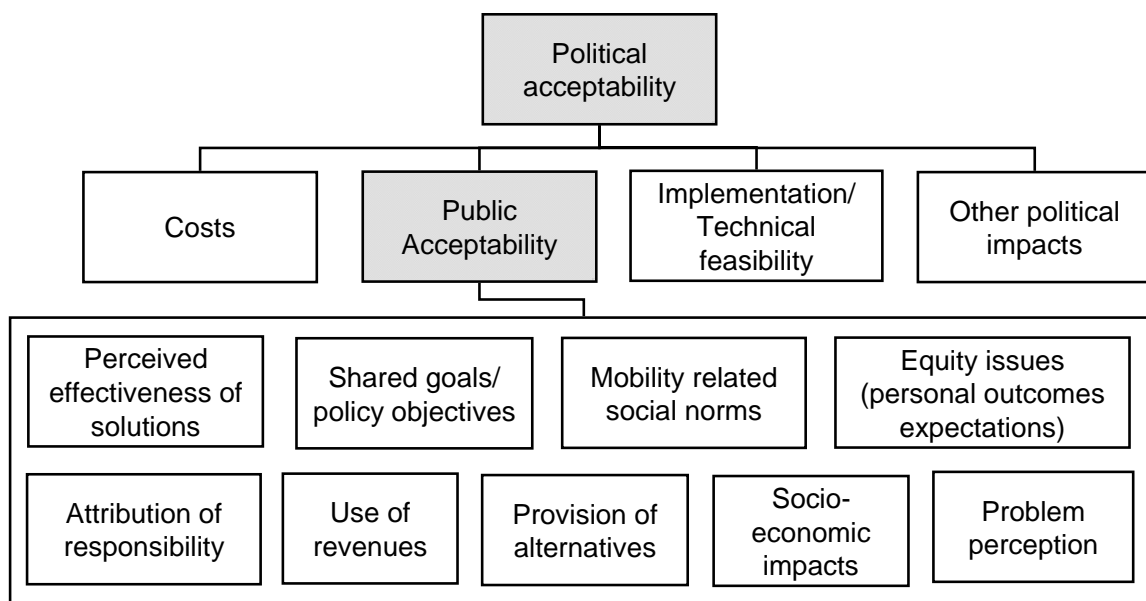 Political
acceptability
Costs
Public
Acceptability
Implementation/
Technical
feasibility
Other political
impacts
Perceived
effectiveness of
solutions
Shared goals/
policy objectives
Mobility related
social norms
Equity issues
(personal outcomes
expectations)
Attribution of
responsibility
Use of
revenues
Provision of
alternatives
Socio-
economic
impacts
Problem
perception